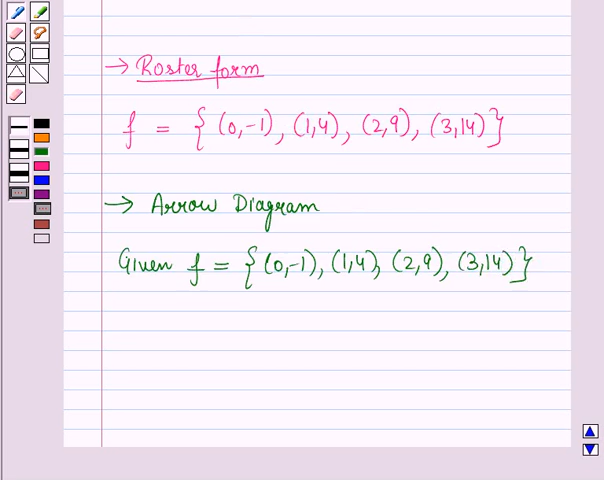 → Roster form
f = {(0,-1), (1,4), (2,9), (3,14)}
→ Arrow Diagram
Given f = {(0,-1), (1,4), (2,9), (3,14)}